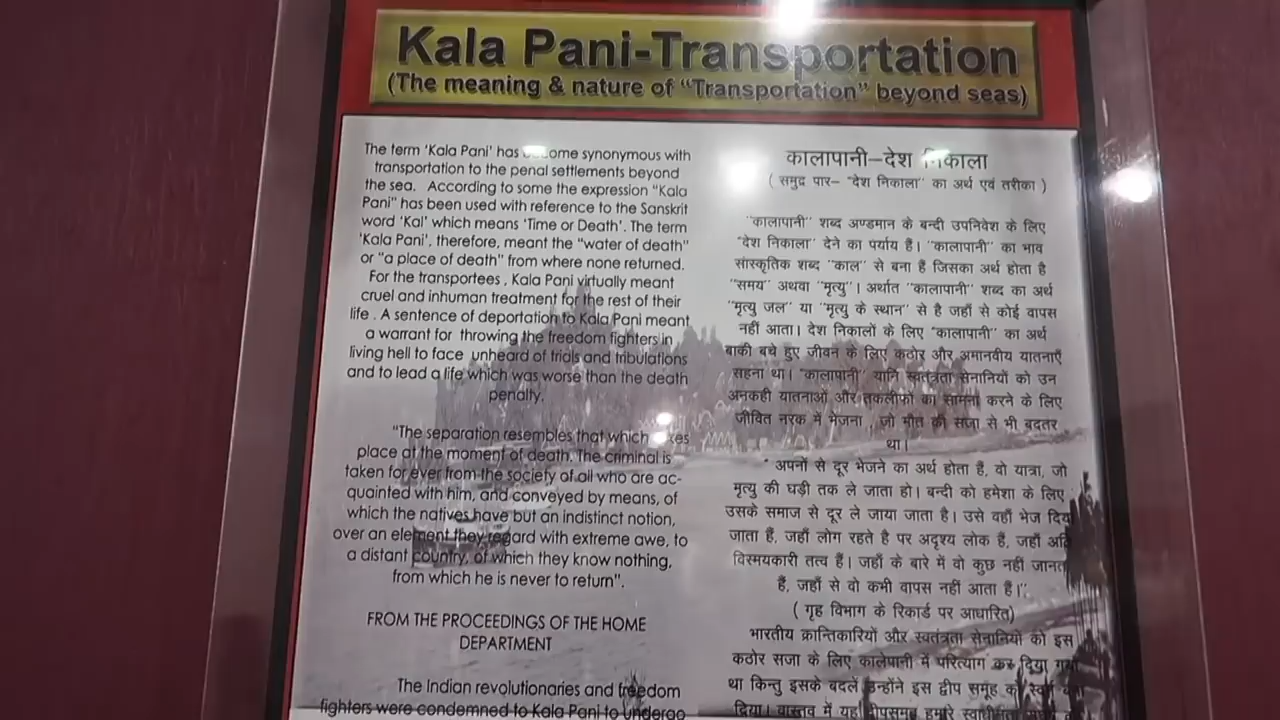 Kala Pani-Transportation
(The meaning & nature of "Transportation" beyond seas)
The term 'Kala Pani' has become synonymous with
transportation to the penal settlements beyond
the sea. According to some the expression "Kala
Pani" has been used with reference to the Sanskrit
word 'Kal' which means 'Time or Death'. The term
'Kala Pani', therefore, meant the "water of death"
or "a place of death" from where none returned.
For the transportees , Kala Pani virtually meant
cruel and inhuman treatment for the rest of their
life . A sentence of deportation to Kala Pani meant
a warrant for throwing the freedom fighters in
living hell to face unheard of trials and tribulations
and to lead a life which was worse than the death
penalty.
"The separation resembles that which takes
place at the moment of death. The criminal is
taken for ever from the society of all who are ac-
quainted with him, and conveyed by means, of
which the natives have but an indistinct notion,
over an element they regard with extreme awe, to
a distant country, of which they know nothing,
from which he is never to return".
FROM THE PROCEEDINGS OF THE HOME
DEPARTMENT
The Indian revolutionaries and freedom
fighters were condemned to Kala Pani to undergo
कालापानी–देश निकाला
( समुद्र पार– "देश निकाला" का अर्थ एवं तरीका )
"कालापानी" शब्द अण्डमान के बन्दी उपनिवेश के लिए
"देश निकाला" देने का पर्याय हैं। "कालापानी" का भाव
सांस्कृतिक शब्द "काल" से बना हैं जिसका अर्थ होता है
"समय" अथवा "मृत्यु"। अर्थात "कालापानी" शब्द का अर्थ
"मृत्यु जल" या "मृत्यु के स्थान" से है जहाँ से कोई वापस
नहीं आता। देश निकालों के लिए "कालापानी" का अर्थ
बाकी बचे हुए जीवन के लिए कठोर और अमानवीय यातनाएँ
सहना था। "कालापानी" यानि स्वतंत्रता सेनानियों को उन
अनकही यातनाओं और तकलीफों का सामना करने के लिए
जीवित नरक में भेजना , जो मौत की सजा से भी बदतर
था।
" अपनों से दूर भेजने का अर्थ होता है, वो यात्रा, जो
मृत्यु की घड़ी तक ले जाता हो। बन्दी को हमेशा के लिए
उसके समाज से दूर ले जाया जाता है। उसे वहाँ भेज दिया
जाता हैं, जहाँ लोग रहते है पर अदृश्य लोक हैं, जहाँ अति
विस्मयकारी तत्व हैं। जहाँ के बारे में वो कुछ नहीं जानता
हैं, जहाँ से वो कभी वापस नहीं आता हैं।".
( गृह विभाग के रिकार्ड पर आधारित)
भारतीय क्रान्तिकारियों और स्वतंत्रता सेनानियों को इस
कठोर सजा के लिए कालेपानी में परित्याग कर दिया गया
था किन्तु इसके बदले उन्होंने इस द्वीप समूह को स्वर्ग बना
दिया। वास्तव में यह द्वीपसमूह हमारे